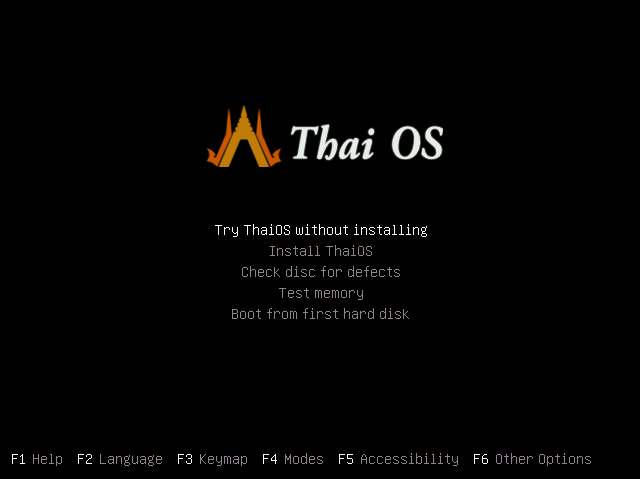 Thai OS
Try ThaiOS without installing
Install ThaiOS
Check disc for defects
Test memory
Boot from first hard disk
F1 Help F2 Language F3 Keymap F4 Modes F5 Accessibility F6 Other Options